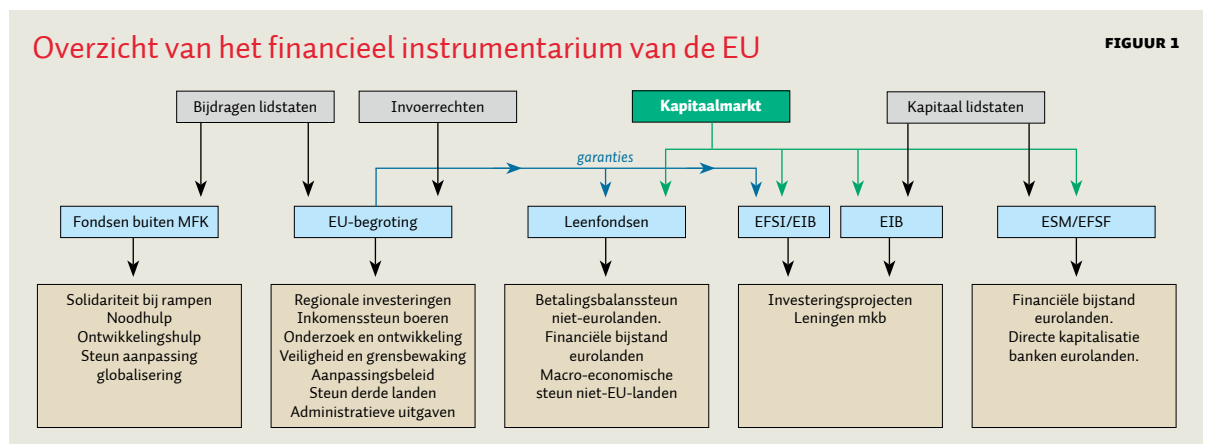 Overzicht van het financieel instrumentarium van de EU
FIGUUR 1
Bijdragen lidstaten
Invoerrechten
Kapitaalmarkt
Kapitaal lidstaten
garanties
Fondsen buiten MFK
EU-begroting
Leenfondsen
EFSI/EIB
EIB
ESM/EFSF
Solidariteit bij rampen
Noodhulp
Ontwikkelingshulp
Steun aanpassing
globalisering
Regionale investeringen
Inkomenssteun boeren
Onderzoek en ontwikkeling
Veiligheid en grensbewaking
Aanpassingsbeleid
Steun derde landen
Administratieve uitgaven
Betalingsbalanssteun
niet-eurolanden.
Financiële bijstand
eurolanden
Macro-economische
steun niet-EU-landen
Investeringsprojecten
Leningen mkb
Financiële bijstand
eurolanden.
Directe kapitalisatie
banken eurolanden.